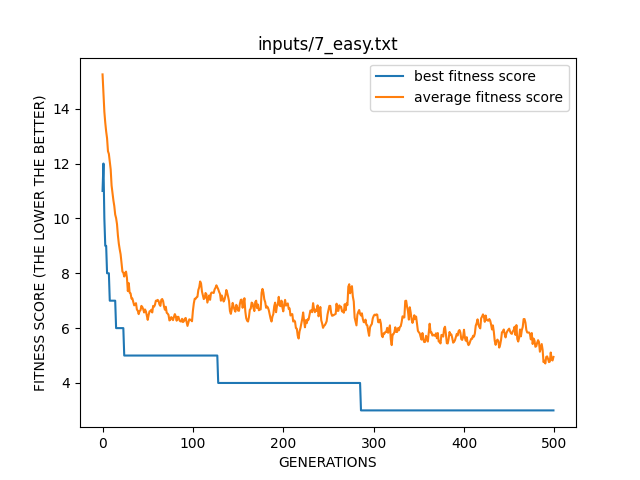 inputs/7_easy.txt
best fitness score
average fitness score
FITNESS SCORE (THE LOWER THE BETTER)
14
12
10
8
6
4
0 100 200 300 400 500
GENERATIONS